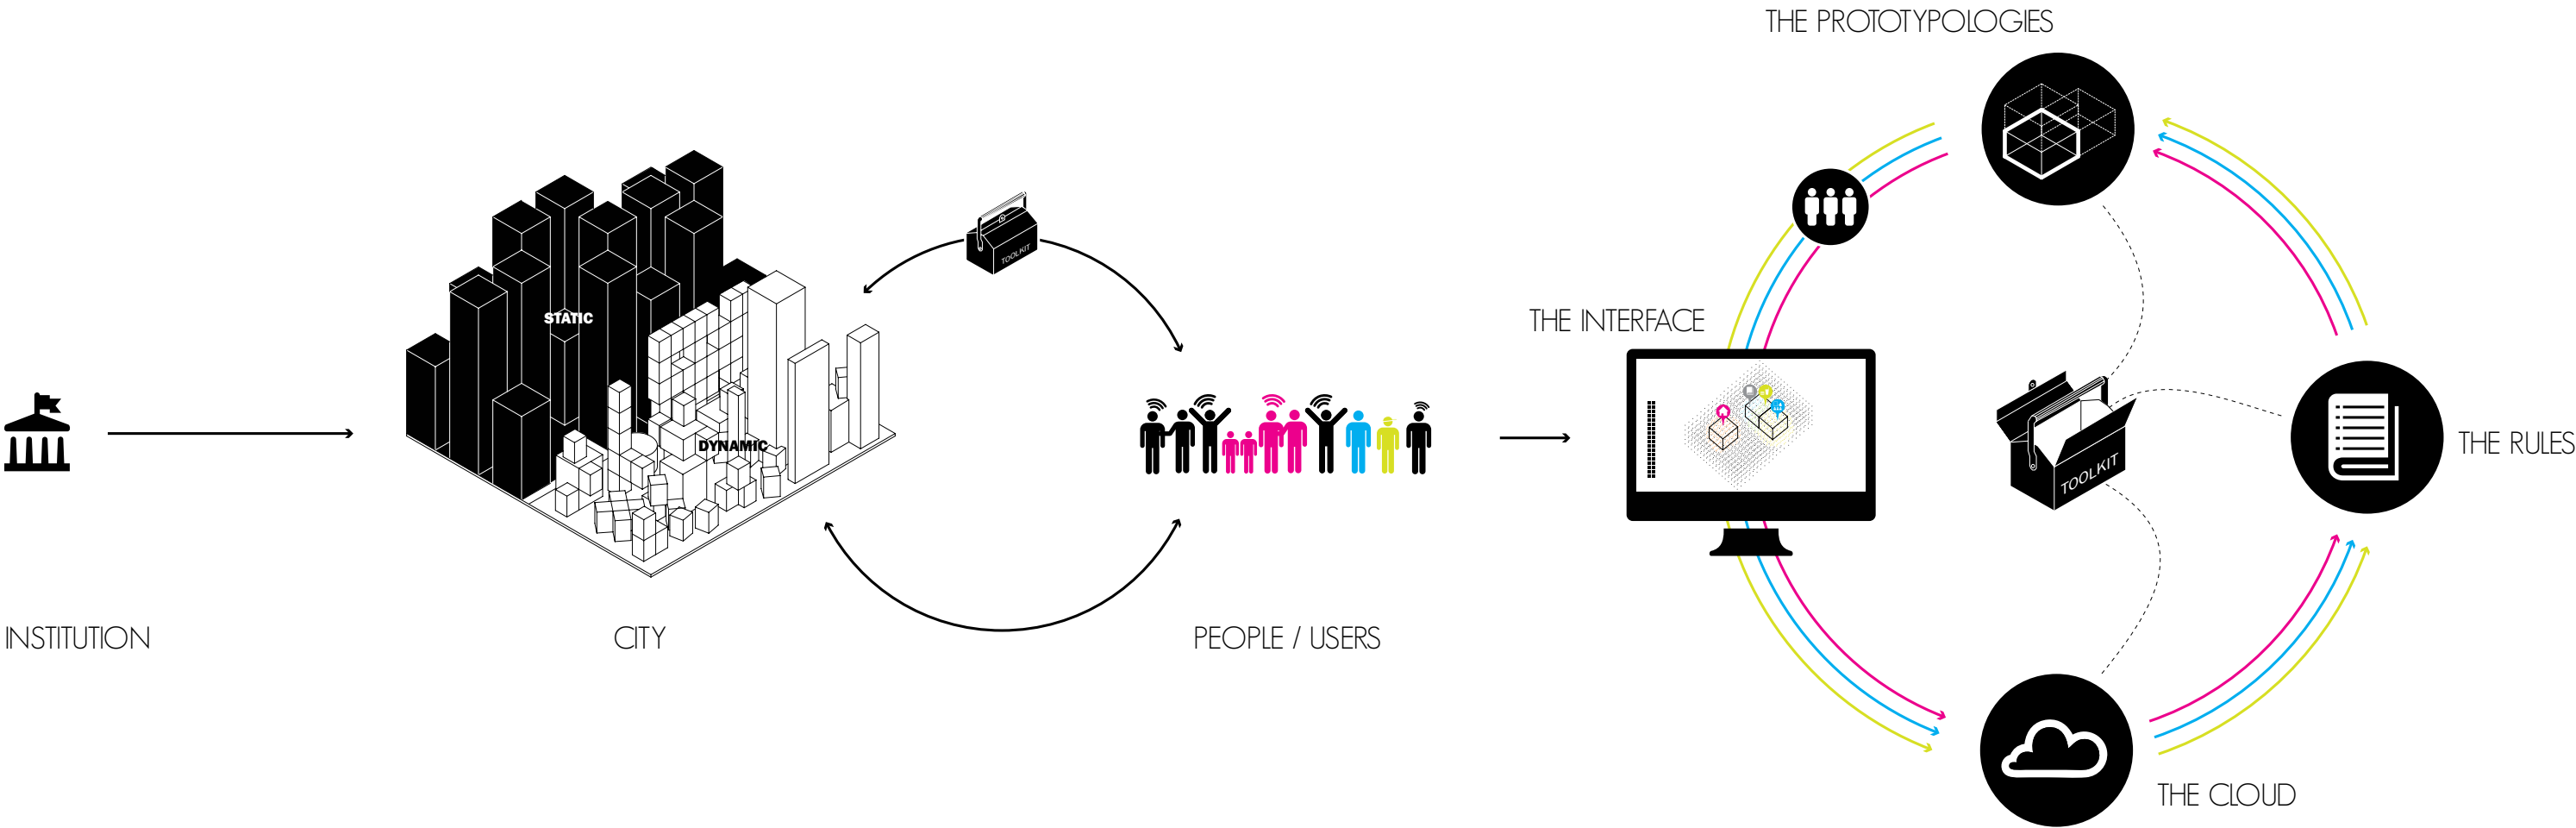 THE PROTOTYPOLOGIES
STATIC
TOOLKIT
THE INTERFACE
DYNAMIC
THE RULES
TOOLKIT
INSTITUTION
CITY
PEOPLE / USERS
THE CLOUD